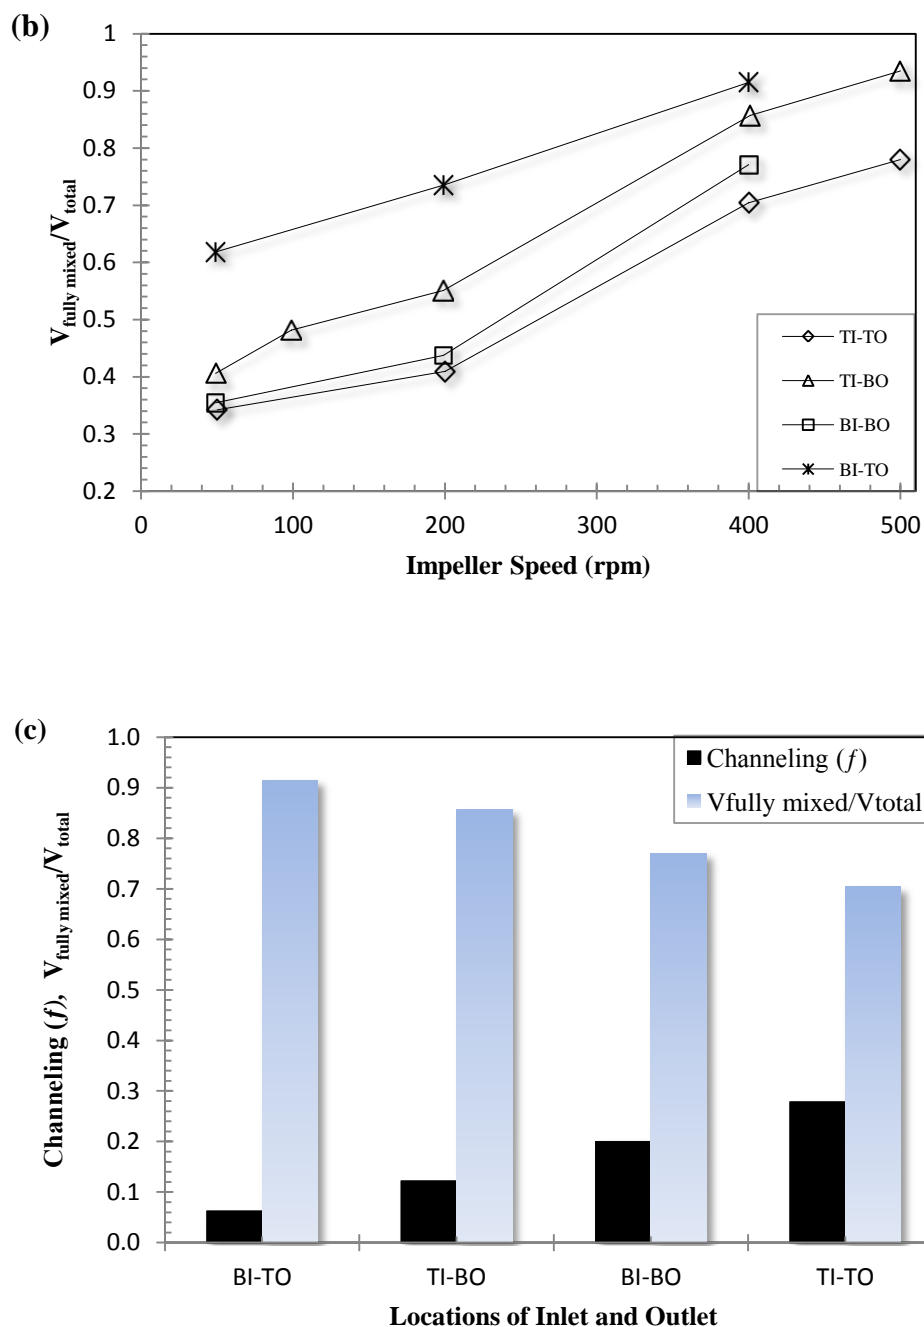 (b)
1
0.9
0.8
0.7
0.6
0.5
0.4
0.3
0.2
V_fully mixed/V_total
TI-TO
TI-BO
BI-BO
BI-TO
0 100 200 300 400 500
Impeller Speed (rpm)
(c)
1.0
0.9
0.8
0.7
0.6
0.5
0.4
0.3
0.2
0.1
0.0
Channeling (f), V_fully mixed/V_total
Channeling (f)
Vfully mixed/Vtotal
BI-TO TI-BO BI-BO TI-TO
Locations of Inlet and Outlet